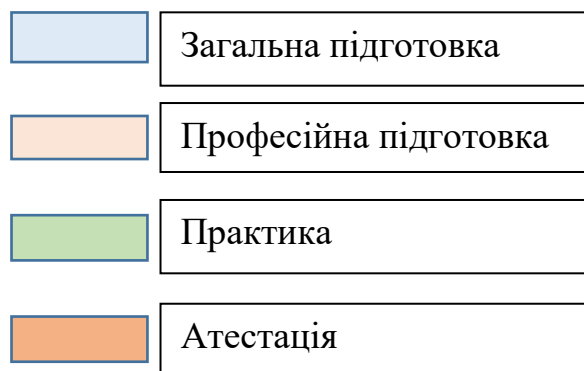 Загальна підготовка
Професійна підготовка
Практика
Атестація